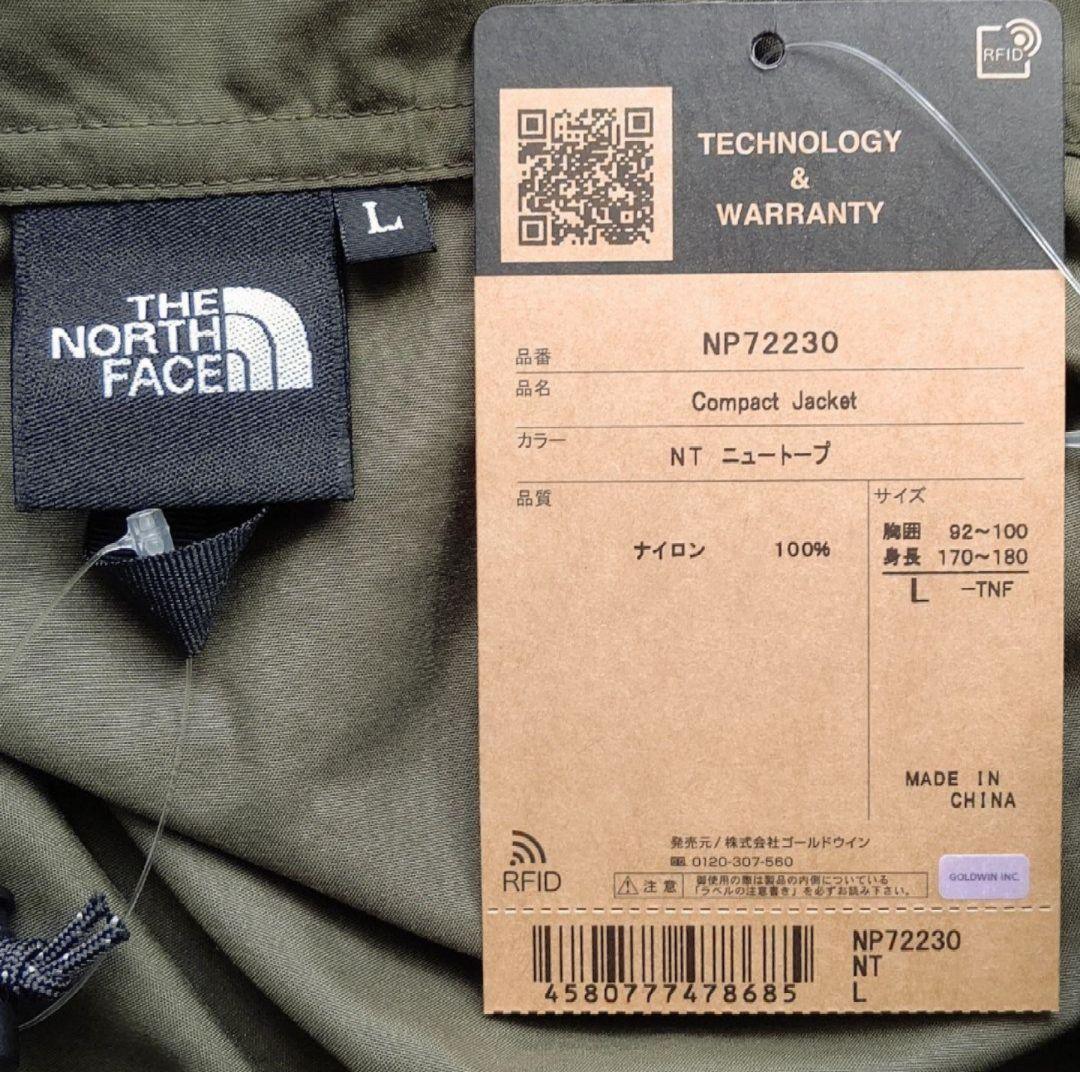 THE
NORTH
FACE
L
RFID
TECHNOLOGY
&
WARRANTY
品番 NP72230
品名 Compact Jacket
カラー NT ニュートープ
品質
ナイロン 100%
サイズ
胸囲 92～100
身長 170～180
L -TNF
MADE IN
CHINA
RFID
発売元/株式会社ゴールドウイン
0120-307-560
注意
御使用の際は製品の内側についている
「ラベルの注意書き」を必ずお読み下さい。
GOLDWIN INC.
4580777478685
NP72230
NT
L